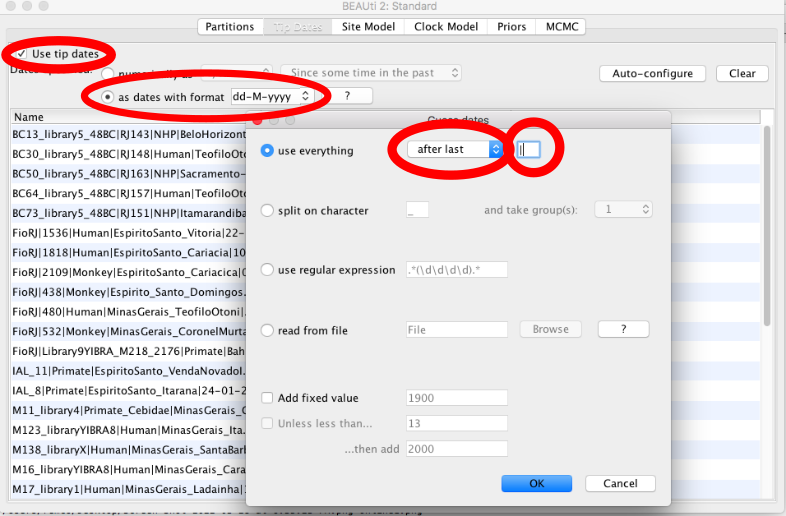 BEAUti 2: Standard
Partitions Tip Dates Site Model Clock Model Priors MCMC
Use tip dates
numerically as Since some time in the past Auto-configure Clear
as dates with format dd-M-yyyy ?
Name
Guess dates
BC13_library5_48BC|RJ143|NHP|BeloHorizont
BC30_library5_48BC|RJ148|Human|TeofiloOto
BC50_library5_48BC|RJ163|NHP|Sacramento-
BC64_library5_48BC|RJ157|Human|TeofiloOto
BC73_library5_48BC|RJ151|NHP|Itamarandiba
FioRJ|1536|Human|EspiritoSanto_Vitoria|22-
FioRJ|1818|Human|EspiritoSanto_Cariacia|10
FioRJ|2109|Monkey|EspiritoSanto_Cariacica|0
FioRJ|438|Monkey|Espirito_Santo_Domingos.
FioRJ|480|Human|MinasGerais_TeofiloOtoni|
FioRJ|532|Monkey|MinasGerais_CoronelMurta
FioRJ|Library9YIBRA_M218_2176|Primate|Bah
IAL_11|Primate|EspiritoSanto_VendaNovadol.
IAL_8|Primate|EspiritoSanto_Itarana|24-01-2
M11_library4|Primate_Cebidae|MinasGerais_C
M123_libraryYIBRA8|Human|MinasGerais_Ita.
M138_libraryX|Human|MinasGerais_SantaBarb
M16_libraryYIBRA8|Human|MinasGerais_Cara
M17_library1|Human|MinasGerais_Ladainha|
use everything after last |
split on character _ and take group(s): 1
use regular expression .*(\d\d\d\d).*
read from file File Browse ?
Add fixed value 1900
Unless less than... 13
...then add 2000
OK Cancel